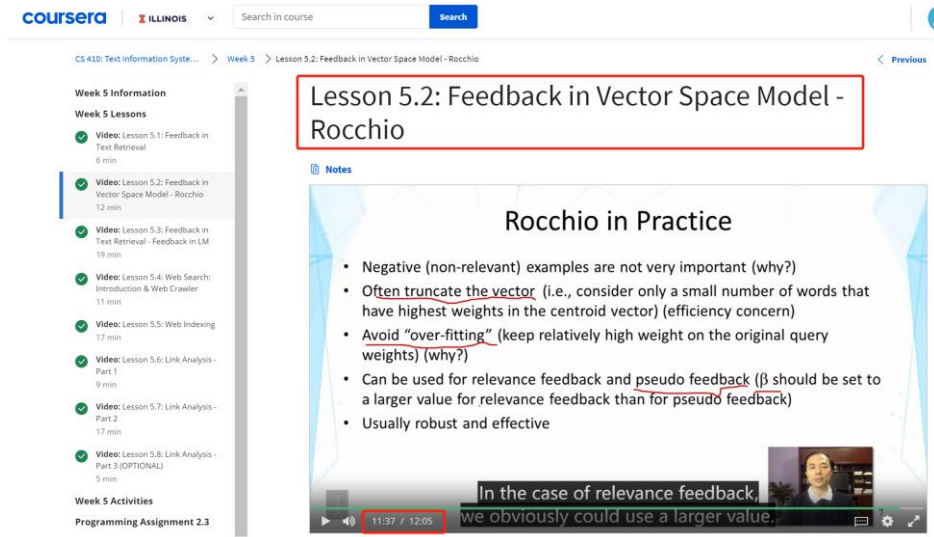 coursera
I ILLINOIS
Search in course
Search
CS 410: Text Information Syste...
Week 5
Lesson 5.2: Feedback in Vector Space Model - Rocchio
Previous
Week 5 Information
Week 5 Lessons
Video: Lesson 5.1: Feedback in
Text Retrieval
6 min
Video: Lesson 5.2: Feedback in
Vector Space Model - Rocchio
12 min
Video: Lesson 5.3: Feedback in
Text Retrieval - Feedback in LM
19 min
Video: Lesson 5.4: Web Search:
Introduction & Web Crawler
11 min
Video: Lesson 5.5: Web Indexing
17 min
Video: Lesson 5.6: Link Analysis -
Part 1
9 min
Video: Lesson 5.7: Link Analysis -
Part 2
17 min
Video: Lesson 5.8: Link Analysis -
Part 3 (OPTIONAL)
5 min
Week 5 Activities
Programming Assignment 2.3
Lesson 5.2: Feedback in Vector Space Model -
Rocchio
Notes
Rocchio in Practice
• Negative (non-relevant) examples are not very important (why?)
• Often truncate the vector (i.e., consider only a small number of words that
have highest weights in the centroid vector) (efficiency concern)
• Avoid “over-fitting” (keep relatively high weight on the original query
weights) (why?)
• Can be used for relevance feedback and pseudo feedback (β should be set to
a larger value for relevance feedback than for pseudo feedback)
• Usually robust and effective
In the case of relevance feedback,
we obviously could use a larger value.
11:37 / 12:05
7